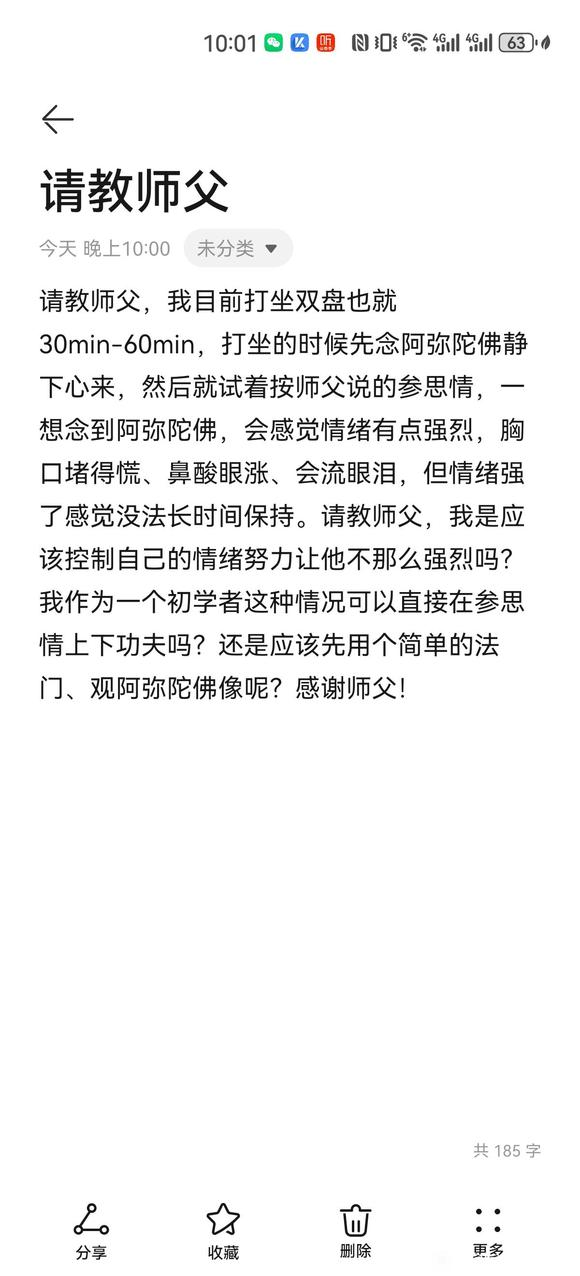 10:01
听
6
4G
4G
63
请教师父
今天 晚上10:00 未分类
请教师父，我目前打坐双盘也就
30min-60min，打坐的时候先念阿弥陀佛静
下心来，然后就试着按师父说的参思情，一
想念到阿弥陀佛，会感觉情绪有点强烈，胸
口堵得慌、鼻酸眼涨、会流眼泪，但情绪强
了感觉没法长时间保持。请教师父，我是应
该控制自己的情绪努力让他不那么强烈吗？
我作为一个初学者这种情况可以直接在参思
情上下功夫吗？还是应该先用个简单的法
门、观阿弥陀佛像呢？感谢师父！
共 185 字
分享 收藏 删除 更多